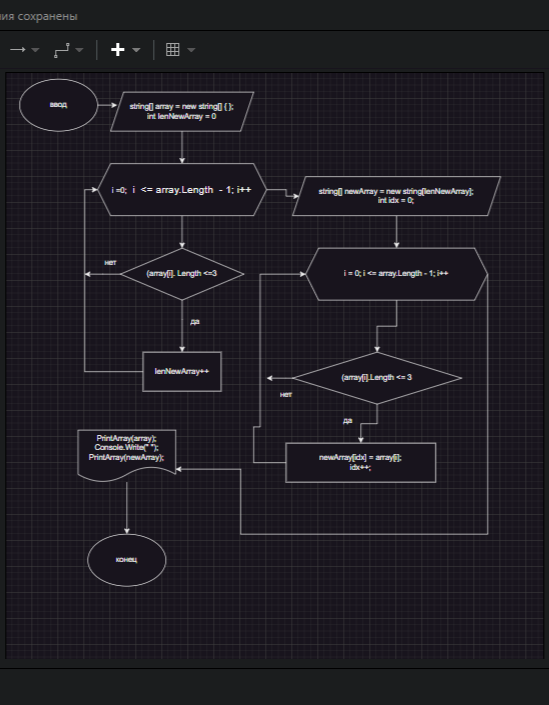 ия сохранены
ввод
string[] array = new string[] { };
int lenNewArray = 0
i =0; i <= array.Length - 1; i++
string[] newArray = new string[lenNewArray];
int idx = 0;
нет
(array[i]. Length <=3
i = 0; i <= array.Length - 1; i++
да
lenNewArray++
(array[i].Length <= 3
нет
да
PrintArray(array);
Console.Write(" ");
PrintArray(newArray);
newArray[idx] = array[i];
idx++;
конец